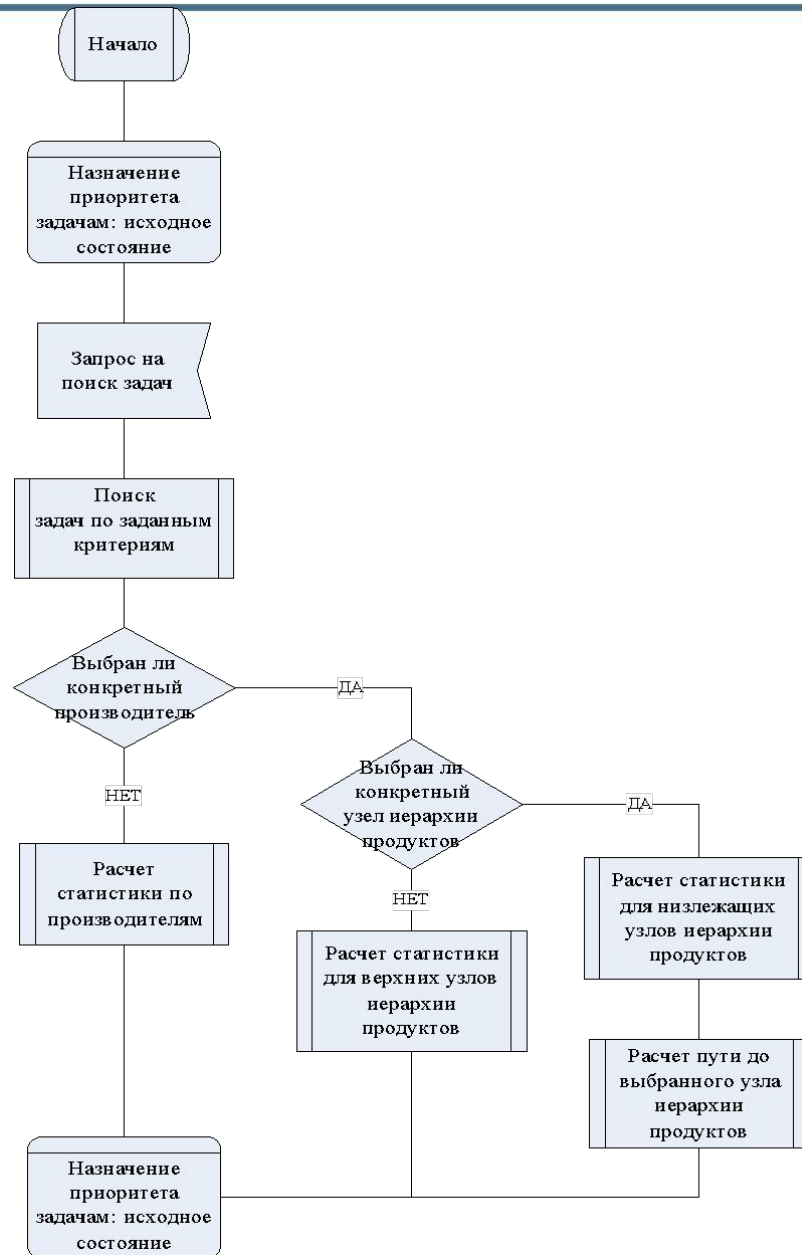 Начало
Назначение
приоритета
задачам: исходное
состояние
Запрос на
поиск задач
Поиск
задач по заданным
критериям
Выбран ли
конкретный
производитель
ДА
НЕТ
Выбран ли
конкретный
узел иерархии
продуктов
ДА
НЕТ
Расчет
статистики по
производителям
Расчет статистики
для верхних узлов
иерархии
продуктов
Расчет статистики
для низлежащих
узлов иерархии
продуктов
Расчет пути до
выбранного узла
иерархии
продуктов
Назначение
приоритета
задачам: исходное
состояние